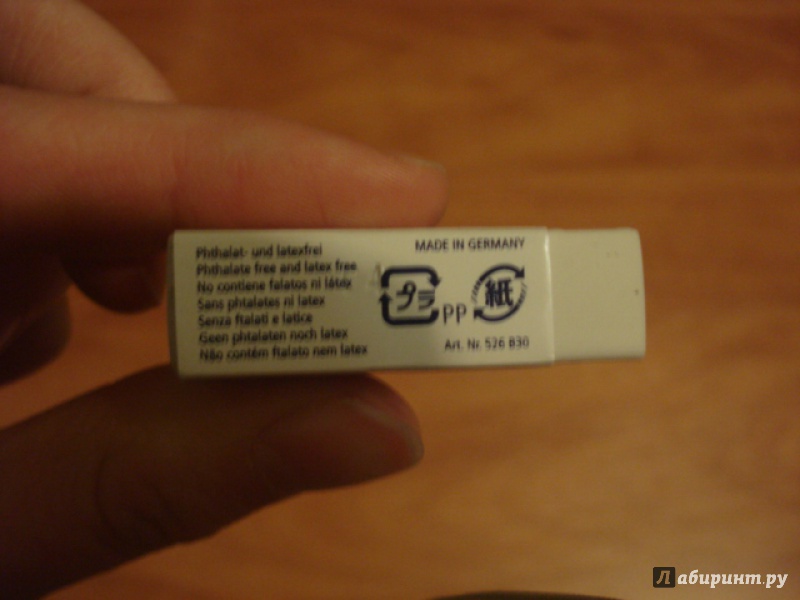 Phthalat- und latexfrei
Phthalate free and latex free
No contiene falatos ni látex
Sans phtalates ni latex
Senza ftalati e latice
Geen phtalaten noch latex
Não contém ftalato nem latex
MADE IN GERMANY
プラ
PP
紙
Art. Nr. 526 B30
Лабиринт.ру